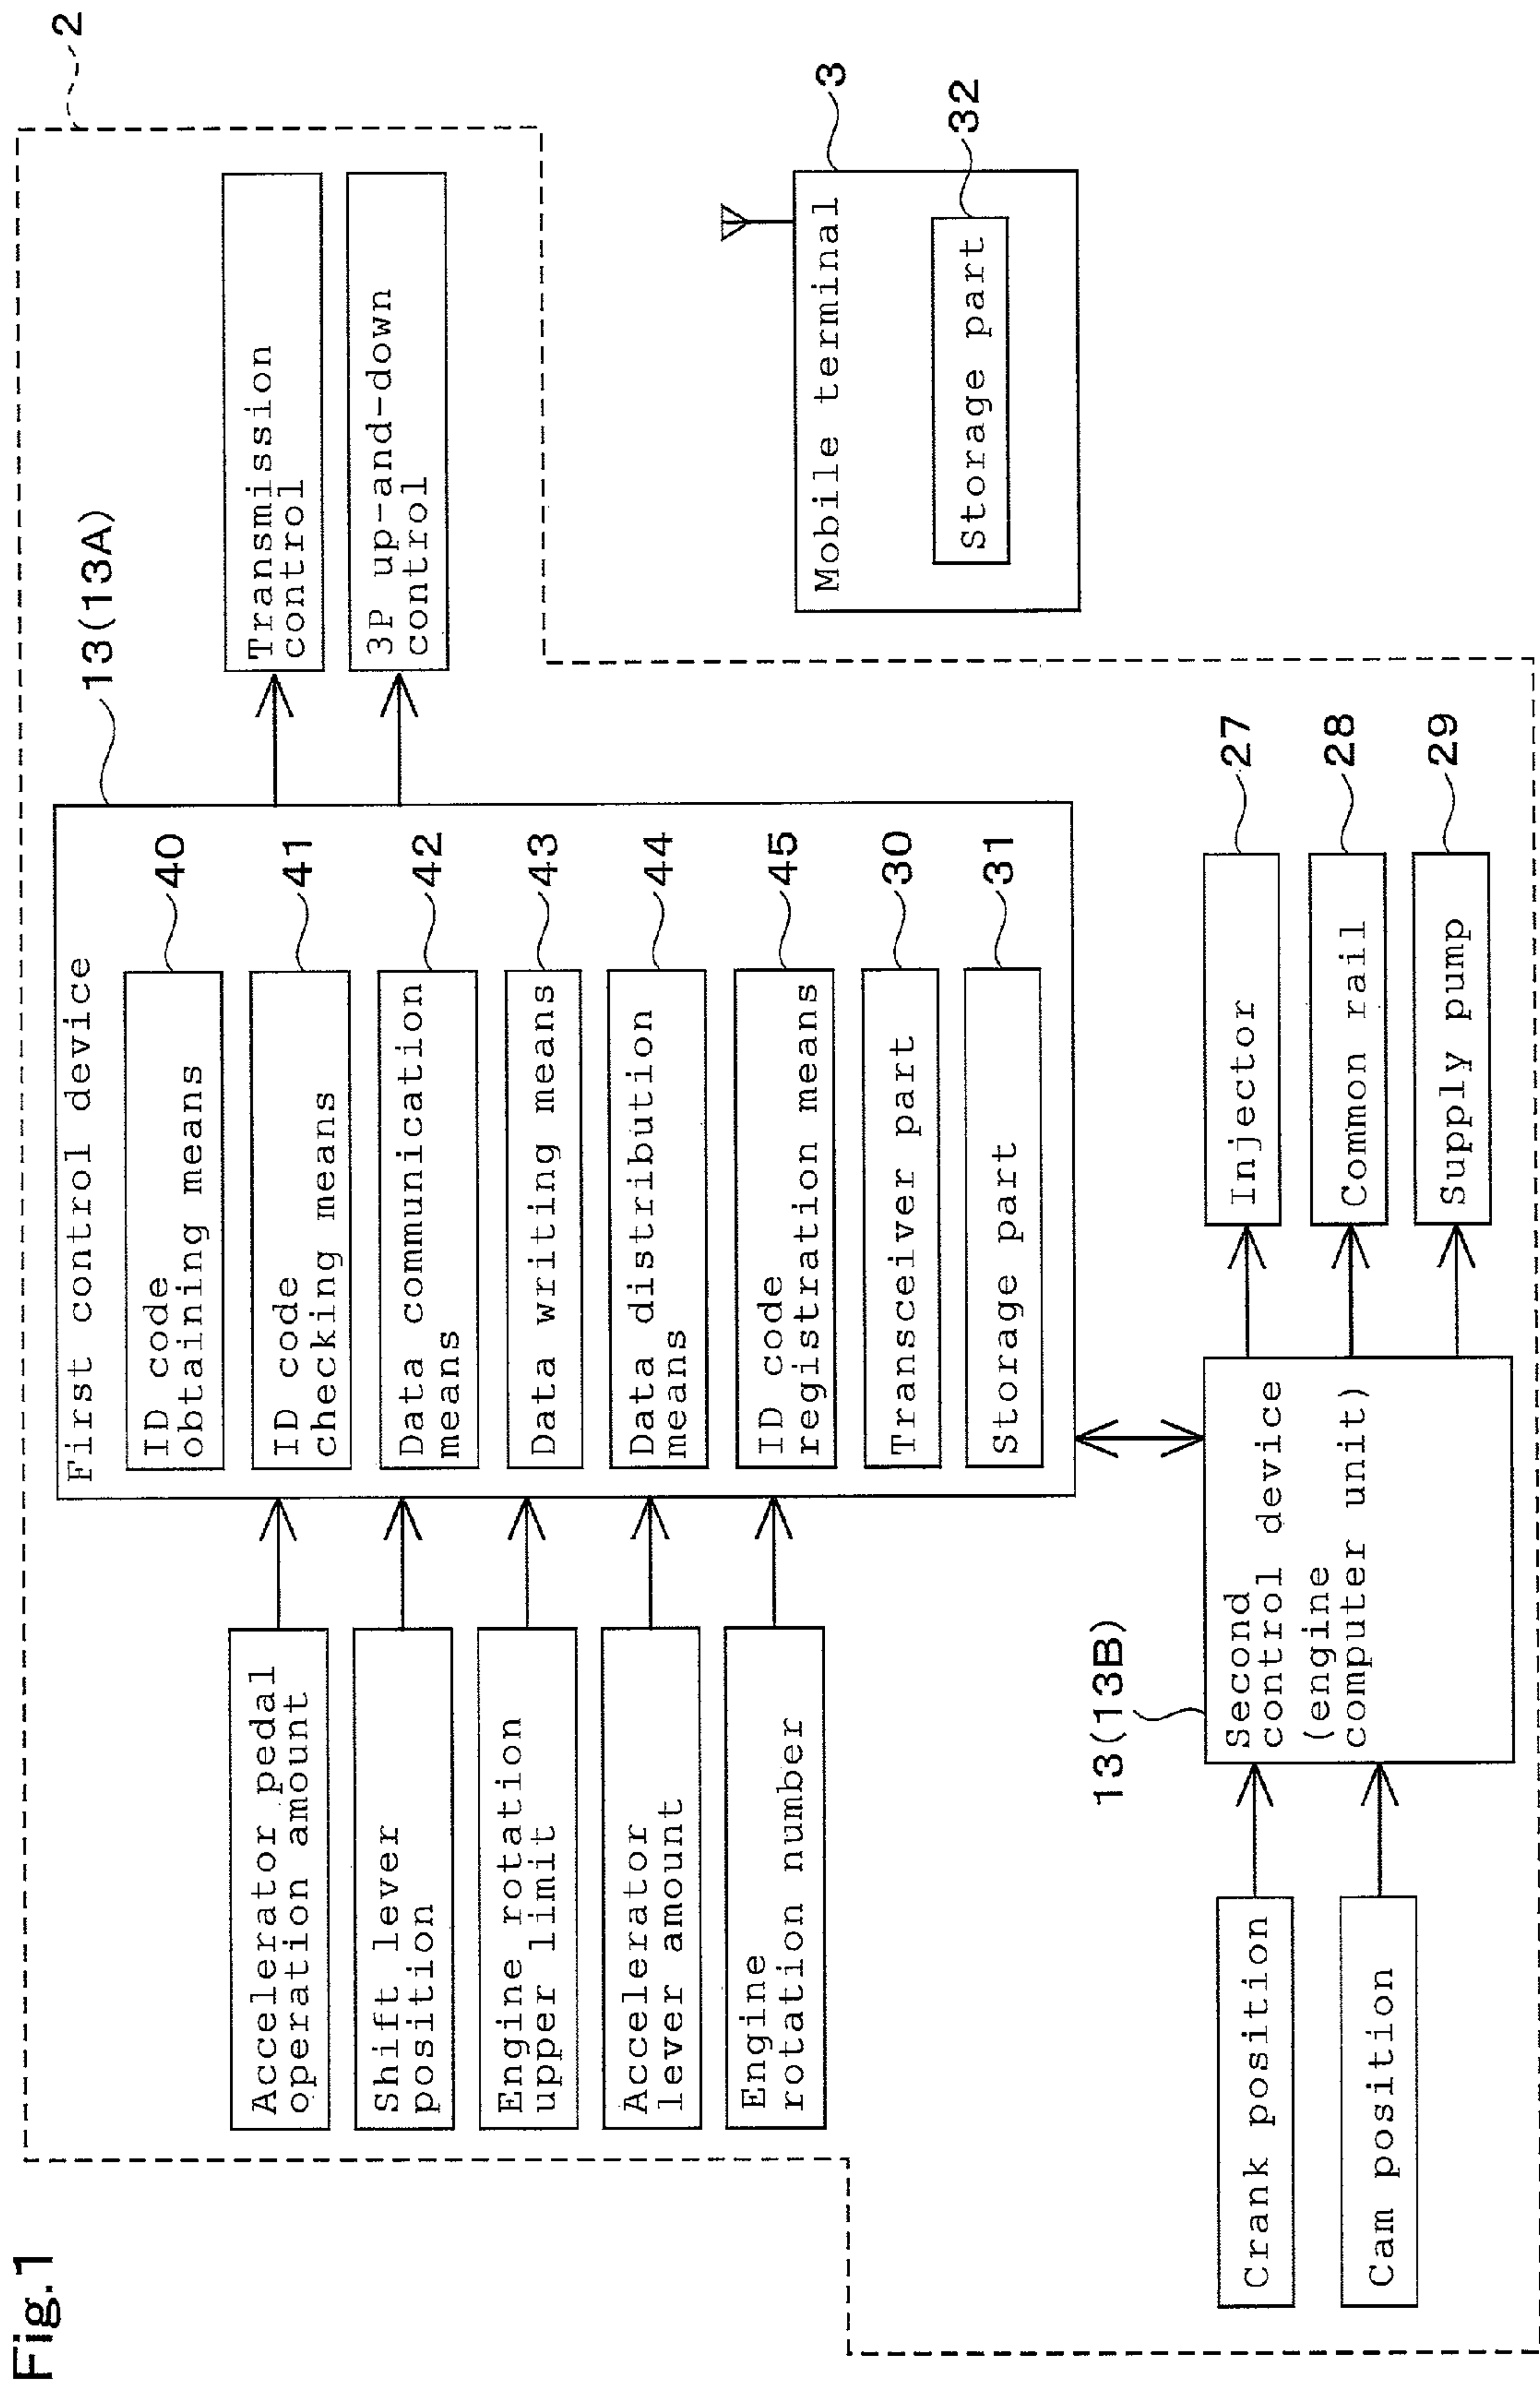 Fig.1
2
13(13A)
First control device
ID code
obtaining means
40
ID code
checking means
41
Data communication
means
42
Data writing means
43
Data distribution
means
44
ID code
registration means
45
Transceiver part
30
Storage part
31
Accelerator pedal
operation amount
Shift lever
position
Engine rotation
upper limit
Accelerator
lever amount
Engine
rotation number
Transmission
control
3P up-and-down
control
Mobile terminal
3
Storage part
32
13(13B)
Second
control device
(engine
computer unit)
Crank position
Cam position
Injector
27
Common rail
28
Supply pump
29